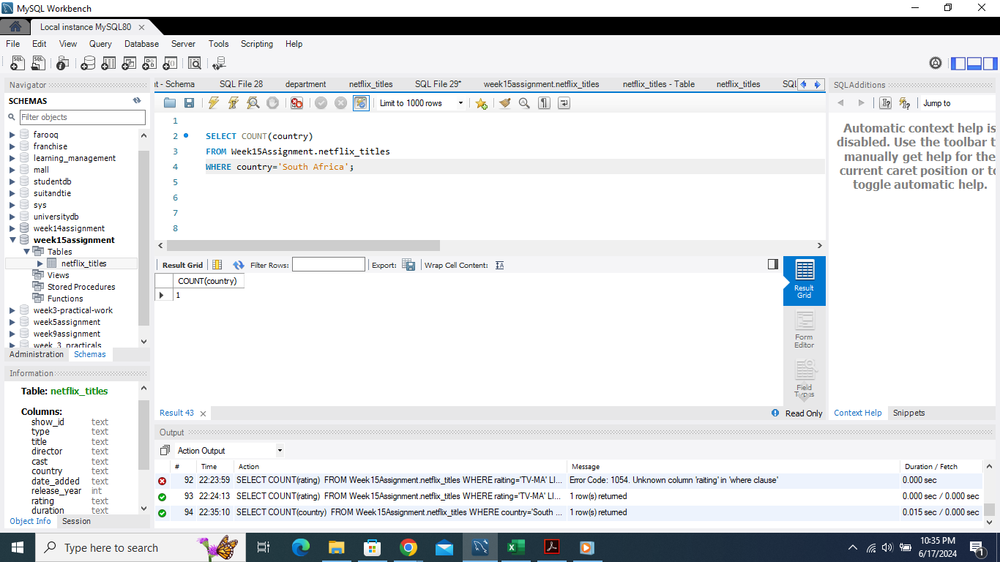 MySQL Workbench
Local instance MySQL80
File Edit View Query Database Server Tools Scripting Help
Navigator
SCHEMAS
Filter objects
farooq
franchise
learning_management
mall
studentdb
suitandtie
sys
universitydb
week14assignment
week15assignment
Tables
netflix_titles
Views
Stored Procedures
Functions
week3-practical-work
week5assignment
week9assignment
week_3_practicals
Administration Schemas
Information
Table: netflix_titles
Columns:
show_id text
type text
title text
director text
cast text
country text
date_added text
release_year int
rating text
duration text
Object Info Session
nt - Schema SQL File 28 department netflix_titles SQL File 29* week15assignment.netflix_titles netflix_titles - Table netflix_titles SQL
Limit to 1000 rows
1
2 SELECT COUNT(country)
3 FROM Week15Assignment.netflix_titles
4 WHERE country='South Africa';
5
6
7
8
Result Grid Filter Rows: Export: Wrap Cell Content:
COUNT(country)
1
Result Grid
Form Editor
Field Types
Result 43
Read Only
Output
Action Output
# Time Action Message Duration / Fetch
92 22:23:59 SELECT COUNT(rating) FROM Week15Assignment.netflix_titles WHERE raiting='TV-MA' LI... Error Code: 1054. Unknown column 'raiting' in 'where clause' 0.000 sec
93 22:24:13 SELECT COUNT(rating) FROM Week15Assignment.netflix_titles WHERE rating='TV-MA' LI... 1 row(s) returned 0.000 sec / 0.000 sec
94 22:35:10 SELECT COUNT(country) FROM Week15Assignment.netflix_titles WHERE country='South ... 1 row(s) returned 0.015 sec / 0.000 sec
SQLAdditions
Jump to
Automatic context help is
disabled. Use the toolbar t
manually get help for the
current caret position or to
toggle automatic help.
Context Help Snippets
Type here to search
10:35 PM
6/17/2024
1